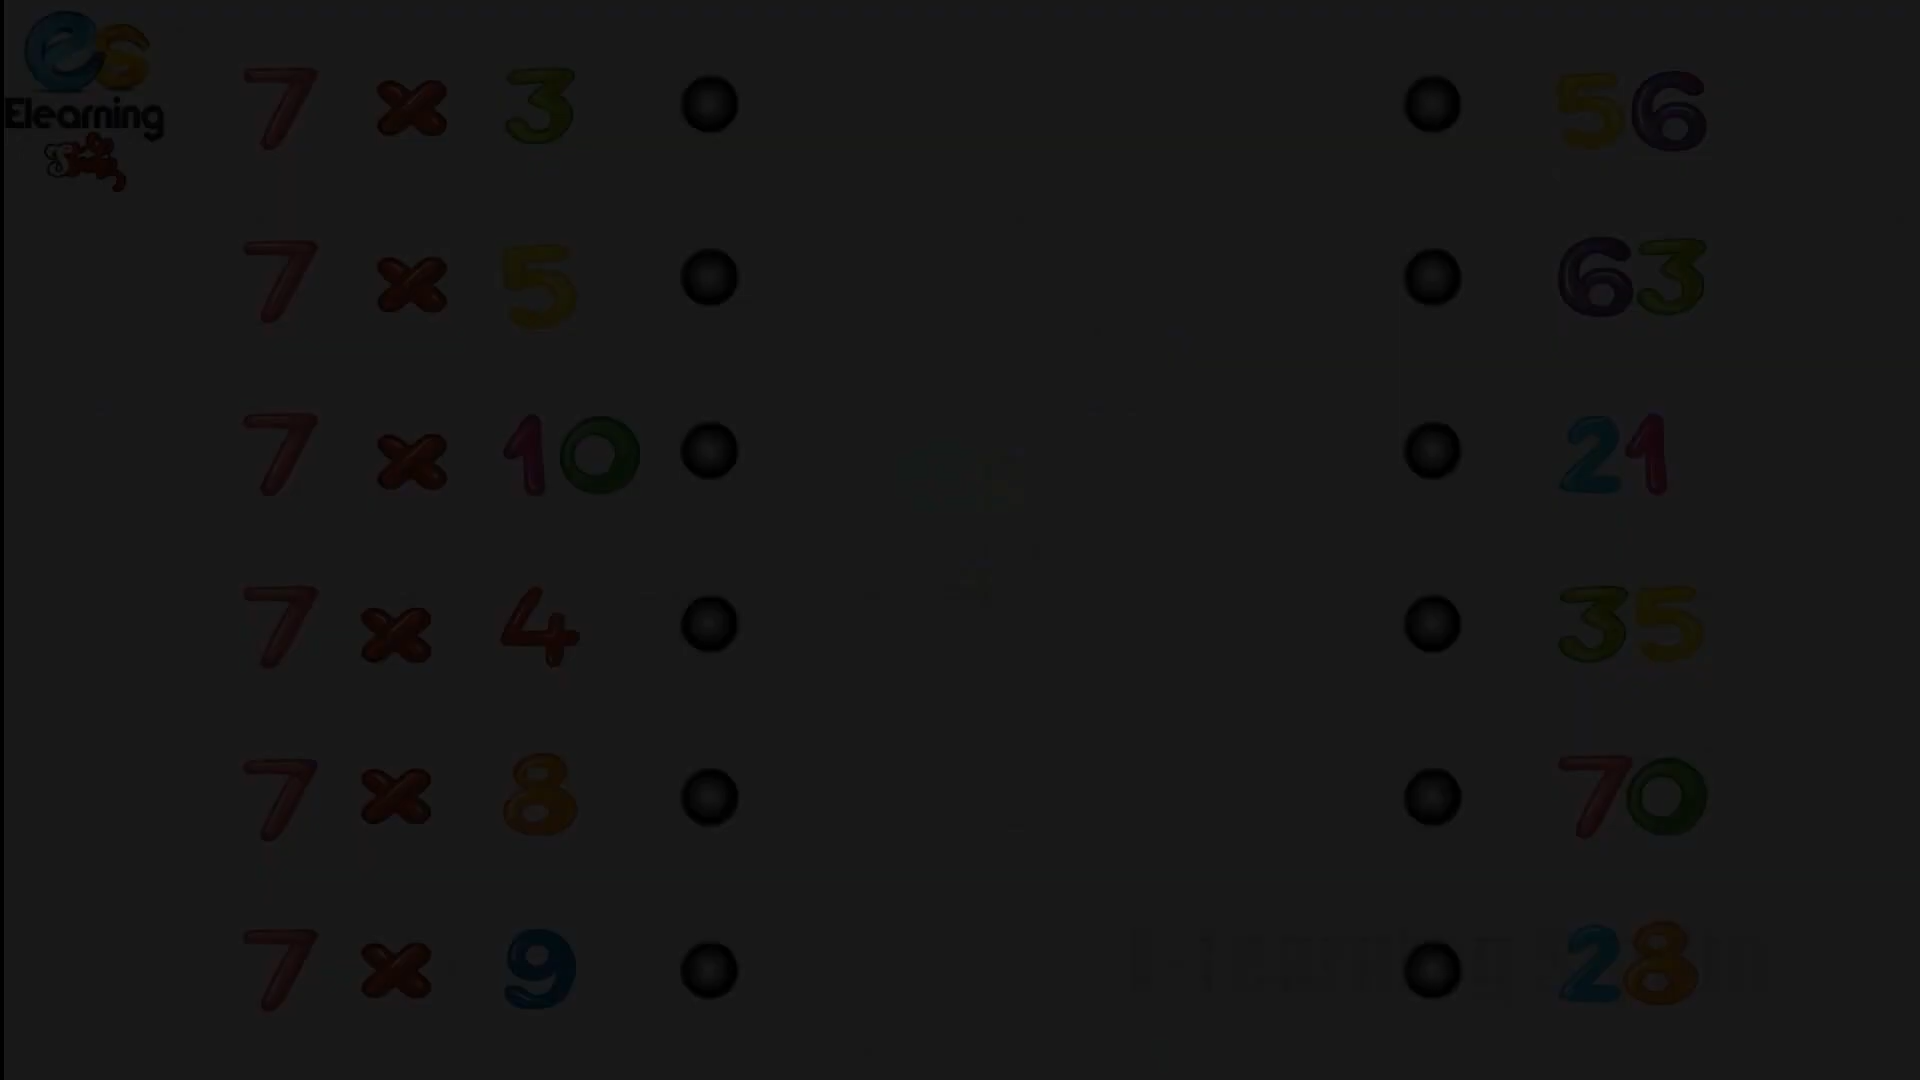 es
Elearning
7 × 3 56
7 × 5 63
7 × 10 21
7 × 4 35
7 × 8 70
7 × 9 28